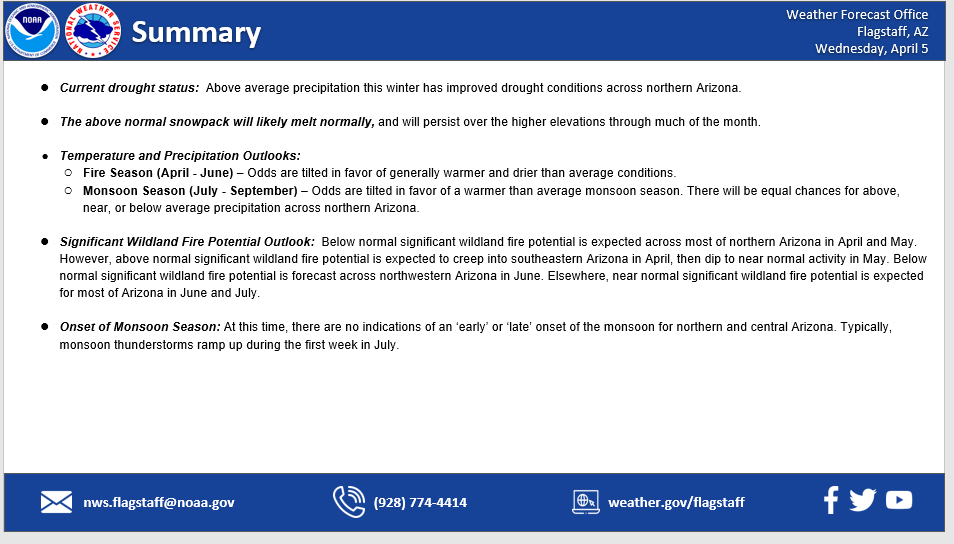 NOAA
NATIONAL WEATHER SERVICE
Summary
Weather Forecast Office
Flagstaff, AZ
Wednesday, April 5
● Current drought status: Above average precipitation this winter has improved drought conditions across northern Arizona.
● The above normal snowpack will likely melt normally, and will persist over the higher elevations through much of the month.
● Temperature and Precipitation Outlooks:
○ Fire Season (April - June) – Odds are tilted in favor of generally warmer and drier than average conditions.
○ Monsoon Season (July - September) – Odds are tilted in favor of a warmer than average monsoon season. There will be equal chances for above,
near, or below average precipitation across northern Arizona.
● Significant Wildland Fire Potential Outlook: Below normal significant wildland fire potential is expected across most of northern Arizona in April and May.
However, above normal significant wildland fire potential is expected to creep into southeastern Arizona in April, then dip to near normal activity in May. Below
normal significant wildland fire potential is forecast across northwestern Arizona in June. Elsewhere, near normal significant wildland fire potential is expected
for most of Arizona in June and July.
● Onset of Monsoon Season: At this time, there are no indications of an ‘early’ or ‘late’ onset of the monsoon for northern and central Arizona. Typically,
monsoon thunderstorms ramp up during the first week in July.
nws.flagstaff@noaa.gov
(928) 774-4414
weather.gov/flagstaff